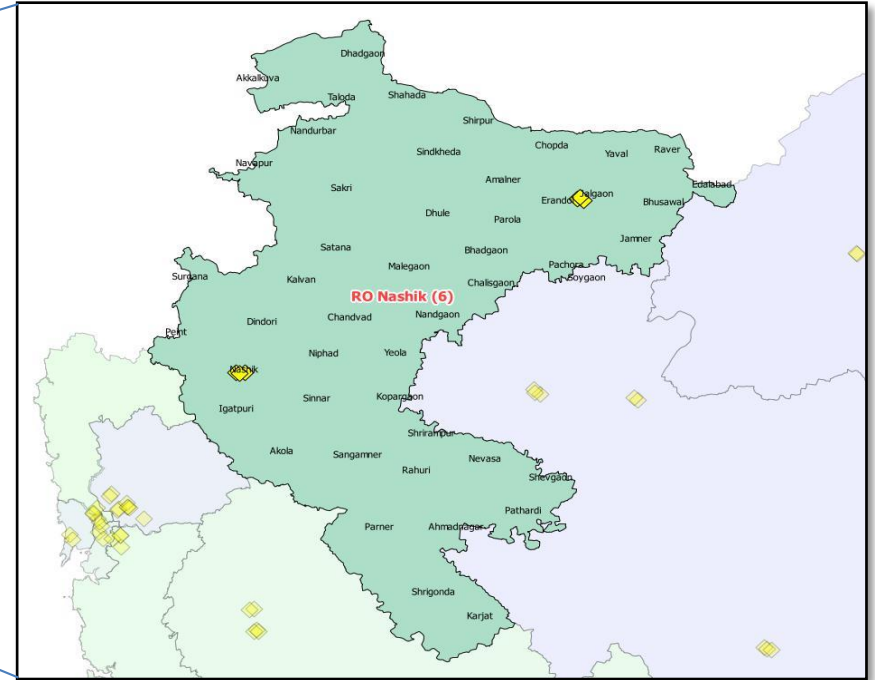 Dhadgaon
Akkalkuva
Taloda
Shahada
Shirpur
Nandurbar
Chopda
Sindkheda
Yaval
Raver
Navapur
Amalner
Edalabad
Sakri
Jalgaon
Bhusawal
Dhule
Parola
Jamner
Satana
Bhadgaon
Malegaon
Pachora
Surgana
Kalvan
Chalisgaon
Soygaon
RO Nashik (6)
Dindori
Chandvad
Nandgaon
Peint
Niphad
Yeola
Nashik
Sinnar
Kopargaon
Igatpuri
Shrirampur
Akola
Sangamner
Nevasa
Rahuri
Shevgaon
Pathardi
Parner
Ahmadnagar
Shrigonda
Karjat